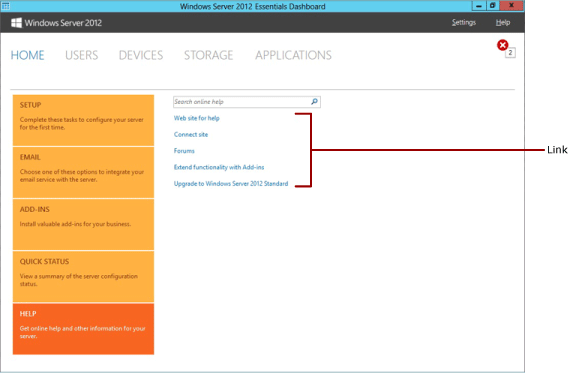 Windows Server 2012 Essentials Dashboard
Windows Server 2012
Settings
Help
HOME USERS DEVICES STORAGE APPLICATIONS
2
SETUP
Complete these tasks to configure your server
for the first time.
EMAIL
Choose one of these options to integrate your
email service with the server.
ADD-INS
Install valuable add-ins for your business.
QUICK STATUS
View a summary of the server configuration
status.
HELP
Get online help and other information for your
server.
Search online help
Web site for help
Connect site
Forums
Extend functionality with Add-ins
Upgrade to Windows Server 2012 Standard
Link